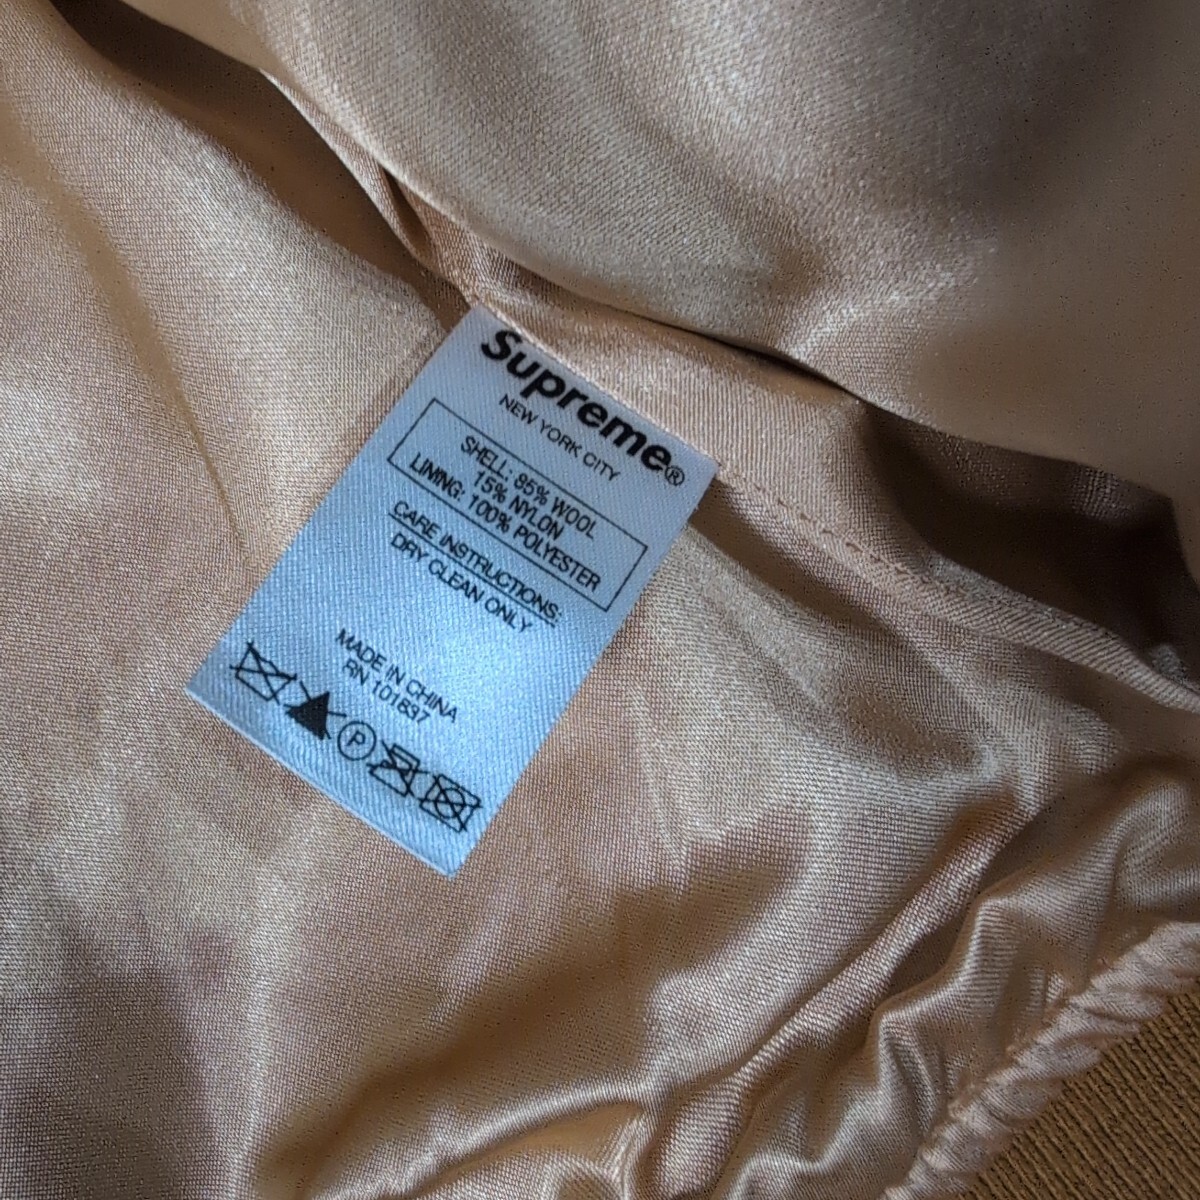 Supreme®
NEW YORK CITY
SHELL: 85% WOOL
15% NYLON
LINING: 100% POLYESTER
CARE INSTRUCTIONS:
DRY CLEAN ONLY
MADE IN CHINA
RN 101837
P